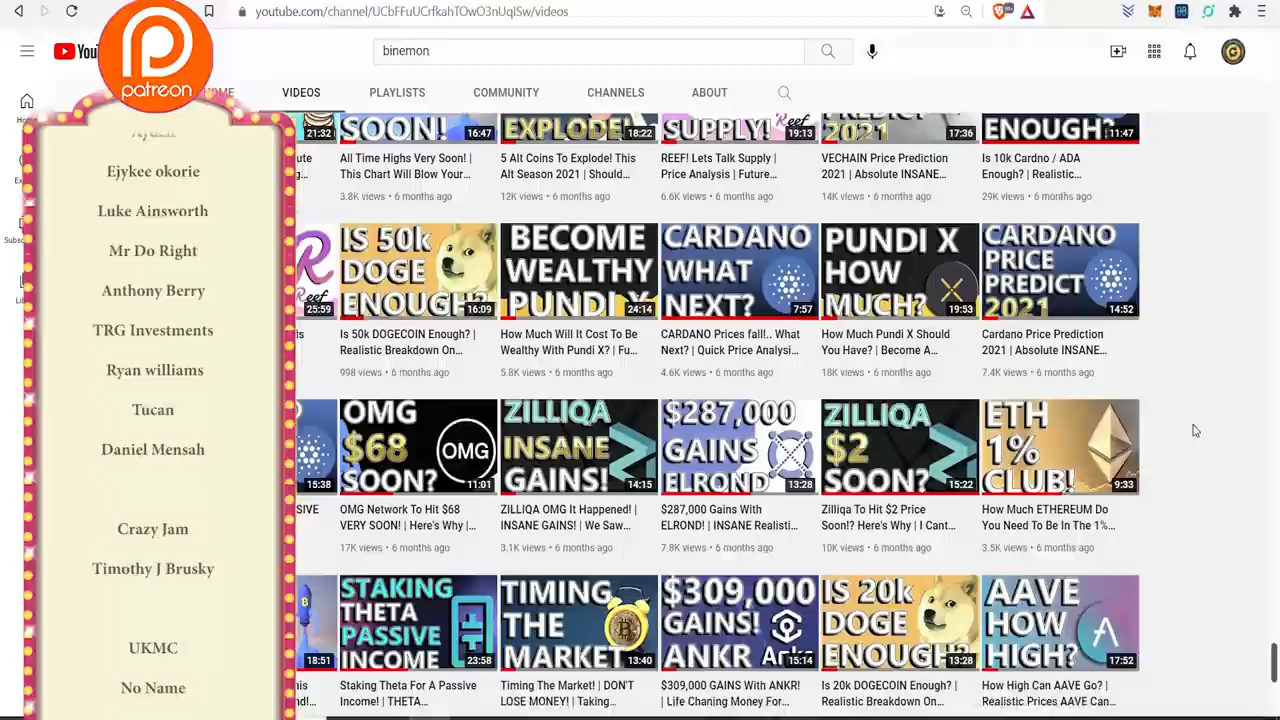 youtube.com/channel/UCbFFuUCrfkahTOwO3nUqlSw/videos
patreon
You
binemon
HOME
VIDEOS
PLAYLISTS
COMMUNITY
CHANNELS
ABOUT
Ejykee okorie
Luke Ainsworth
Mr Do Right
Anthony Berry
TRG Investments
Ryan williams
Tucan
Daniel Mensah
Crazy Jam
Timothy J Brusky
UKMC
No Name
21:32
SOON!
16:47
EXPLODE!
18:22
SUPPLY!
Reef
19:13
PREDICT
2021
17:36
ENOUGH?
11:47
All Time Highs Very Soon! |
This Chart Will Blow Your...
3.8K views • 6 months ago
5 Alt Coins To Explode! This
Alt Season 2021 | Should...
12K views • 6 months ago
REEF! Lets Talk Supply |
Price Analysis | Future...
6.6K views • 6 months ago
VECHAIN Price Prediction
2021 | Absolute INSANE...
14K views • 6 months ago
Is 10k Cardno / ADA
Enough? | Realistic...
29K views • 6 months ago
Reef
25:59
IS 50k
DOGE
ENOUGH?
16:09
BECOME
WEALTHY
PUNDI X
24:14
CARDANO
WHAT
NEXT?
7:57
PUNDI X
HOW
MUCH?
19:53
CARDANO
PRICE
PREDICT
2021
14:52
Is 50k DOGECOIN Enough? |
Realistic Breakdown On...
998 views • 6 months ago
How Much Will It Cost To Be
Wealthy With Pundi X? | Fu...
5.8K views • 6 months ago
CARDANO Prices fall!.. What
Next? | Quick Price Analysi...
4.6K views • 6 months ago
How Much Pundi X Should
You Have? | Become A...
18K views • 6 months ago
Cardano Price Prediction
2021 | Absolute INSANE...
7.4K views • 6 months ago
15:38
OMG
$68
SOON?
OMG
11:01
ZILLIQA
INSANE
GAINS!
14:15
$287,000
GAINS
ELROND!
13:28
ZILLIQA
$2
SOON?
15:22
ETH
1%
CLUB!
9:33
OMG Network To Hit $68
VERY SOON! | Here's Why |...
17K views • 6 months ago
ZILLIQA OMG It Happened! |
INSANE GAINS! | We Saw...
3.1K views • 6 months ago
$287,000 Gains With
ELROND! | INSANE Realisti...
7.8K views • 6 months ago
Zilliqa To Hit $2 Price
Soon!? Here's Why | I Cant...
10K views • 6 months ago
How Much ETHEREUM Do
You Need To Be In The 1%...
3.5K views • 6 months ago
18:51
STAKING
THETA
PASSIVE
INCOME
23:58
TIMING
THE
MARKET
13:40
$309,000
GAINS!
ANKR
15:14
IS 20k
DOGE
ENOUGH?
13:28
AAVE
HOW
HIGH?
17:52
Staking Theta For A Passive
Income! | THETA...
Timing The Market! | DON'T
LOSE MONEY! | Taking...
$309,000 GAINS With ANKR!
| Life Chaning Money For...
Is 20k DOGECOIN Enough? |
Realistic Breakdown On...
How High Can AAVE Go? |
Realistic Prices AAVE Can...